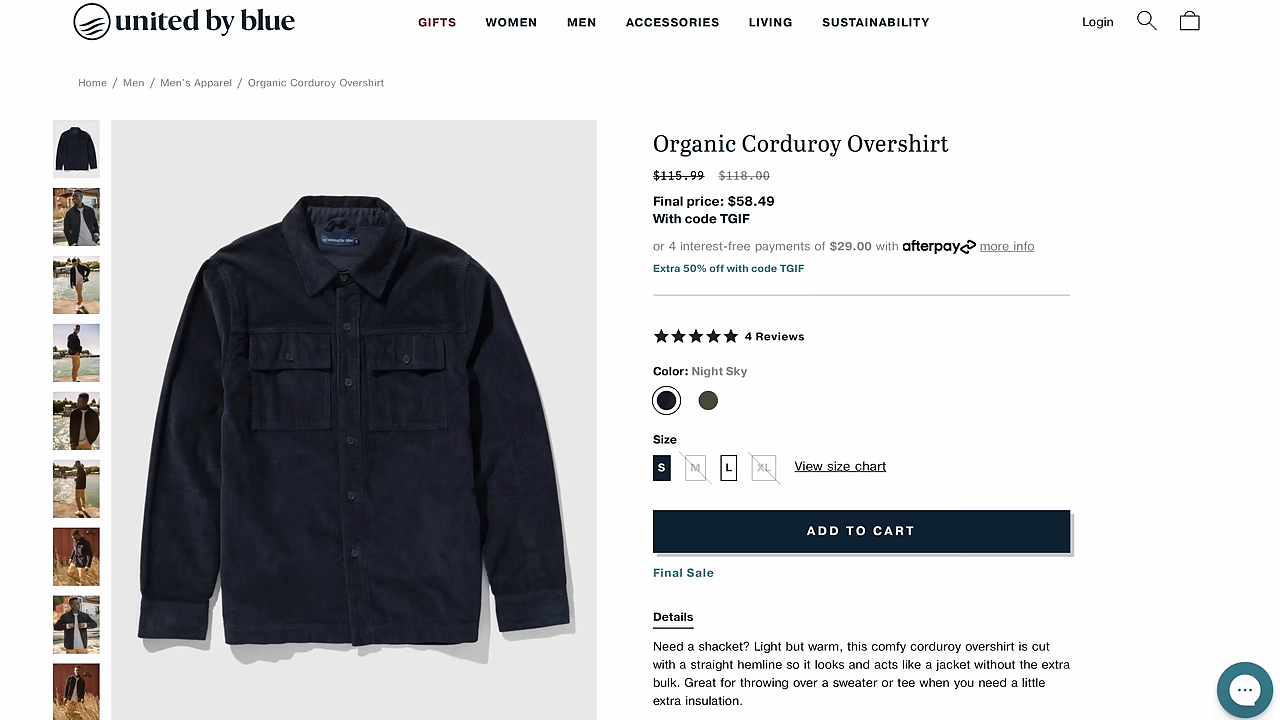 united by blue
GIFTS WOMEN MEN ACCESSORIES LIVING SUSTAINABILITY
Login
Home / Men / Men's Apparel / Organic Corduroy Overshirt
united by blue
Organic Corduroy Overshirt
$115.99 $118.00
Final price: $58.49
With code TGIF
or 4 interest-free payments of $29.00 with afterpay more info
Extra 50% off with code TGIF
4 Reviews
Color: Night Sky
Size
S M L XL View size chart
ADD TO CART
Final Sale
Details
Need a shacket? Light but warm, this comfy corduroy overshirt is cut
with a straight hemline so it looks and acts like a jacket without the extra
bulk. Great for throwing over a sweater or tee when you need a little
extra insulation.